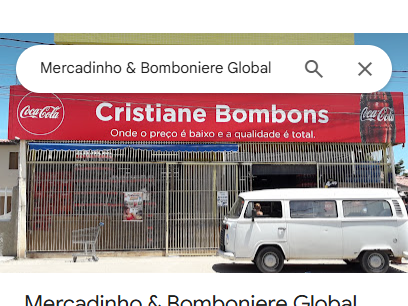 Mercadinho & Bomboniere Global
Coca-Cola
Cristiane Bombons
Coca-Cola
Onde o preço é baixo e a qualidade é total.
Mercadinho & Bomboniere Global